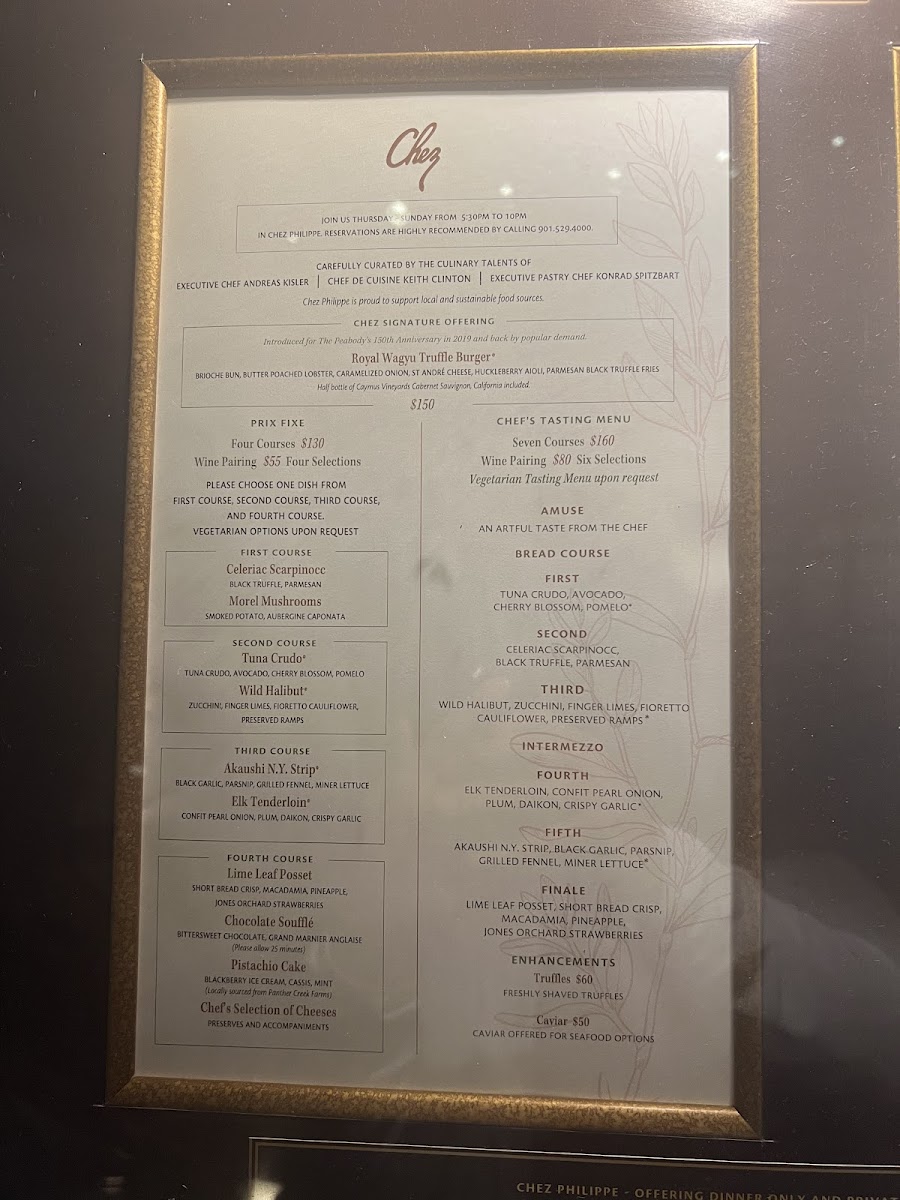 Chez
JOIN US THURSDAY - SUNDAY FROM 5:30PM TO 10PM
IN CHEZ PHILIPPE. RESERVATIONS ARE HIGHLY RECOMMENDED BY CALLING 901.529.4000.
CAREFULLY CURATED BY THE CULINARY TALENTS OF
EXECUTIVE CHEF ANDREAS KISLER | CHEF DE CUISINE KEITH CLINTON | EXECUTIVE PASTRY CHEF KONRAD SPITZBART
Chez Philippe is proud to support local and sustainable food sources.
CHEZ SIGNATURE OFFERING
Introduced for The Peabody's 150th Anniversary in 2019 and back by popular demand.
Royal Wagyu Truffle Burger*
BRIOCHE BUN, BUTTER POACHED LOBSTER, CARAMELIZED ONION, ST ANDRÉ CHEESE, HUCKLEBERRY AIOLI, PARMESAN BLACK TRUFFLE FRIES
Half bottle of Caymus Vineyards Cabernet Sauvignon, California included.
$150
PRIX FIXE
Four Courses $130
Wine Pairing $55 Four Selections
PLEASE CHOOSE ONE DISH FROM
FIRST COURSE, SECOND COURSE, THIRD COURSE,
AND FOURTH COURSE.
VEGETARIAN OPTIONS UPON REQUEST
FIRST COURSE
Celeriac Scarpinocc
BLACK TRUFFLE, PARMESAN
Morel Mushrooms
SMOKED POTATO, AUBERGINE CAPONATA
SECOND COURSE
Tuna Crudo*
TUNA CRUDO, AVOCADO, CHERRY BLOSSOM, POMELO
Wild Halibut*
ZUCCHINI, FINGER LIMES, FIORETTO CAULIFLOWER,
PRESERVED RAMPS
THIRD COURSE
Akaushi N.Y. Strip*
BLACK GARLIC, PARSNIP, GRILLED FENNEL, MINER LETTUCE
Elk Tenderloin*
CONFIT PEARL ONION, PLUM, DAIKON, CRISPY GARLIC
FOURTH COURSE
Lime Leaf Posset
SHORT BREAD CRISP, MACADAMIA, PINEAPPLE,
JONES ORCHARD STRAWBERRIES
Chocolate Soufflé
BITTERSWEET CHOCOLATE, GRAND MARNIER ANGLAISE
(Please allow 25 minutes)
Pistachio Cake
BLACKBERRY ICE CREAM, CASSIS, MINT
(Locally sourced from Panther Creek Farms)
Chef's Selection of Cheeses
PRESERVES AND ACCOMPANIMENTS
CHEF'S TASTING MENU
Seven Courses $160
Wine Pairing $80 Six Selections
Vegetarian Tasting Menu upon request
AMUSE
AN ARTFUL TASTE FROM THE CHEF
BREAD COURSE
FIRST
TUNA CRUDO, AVOCADO,
CHERRY BLOSSOM, POMELO*
SECOND
CELERIAC SCARPINOCC,
BLACK TRUFFLE, PARMESAN
THIRD
WILD HALIBUT, ZUCCHINI, FINGER LIMES, FIORETTO
CAULIFLOWER, PRESERVED RAMPS*
INTERMEZZO
FOURTH
ELK TENDERLOIN, CONFIT PEARL ONION,
PLUM, DAIKON, CRISPY GARLIC*
FIFTH
AKAUSHI N.Y. STRIP, BLACK GARLIC, PARSNIP,
GRILLED FENNEL, MINER LETTUCE*
FINALE
LIME LEAF POSSET, SHORT BREAD CRISP,
MACADAMIA, PINEAPPLE,
JONES ORCHARD STRAWBERRIES
ENHANCEMENTS
Truffles $60
FRESHLY SHAVED TRUFFLES
Caviar $50
CAVIAR OFFERED FOR SEAFOOD OPTIONS
CHEZ PHILIPPE - OFFERING DINNER ONLY AND